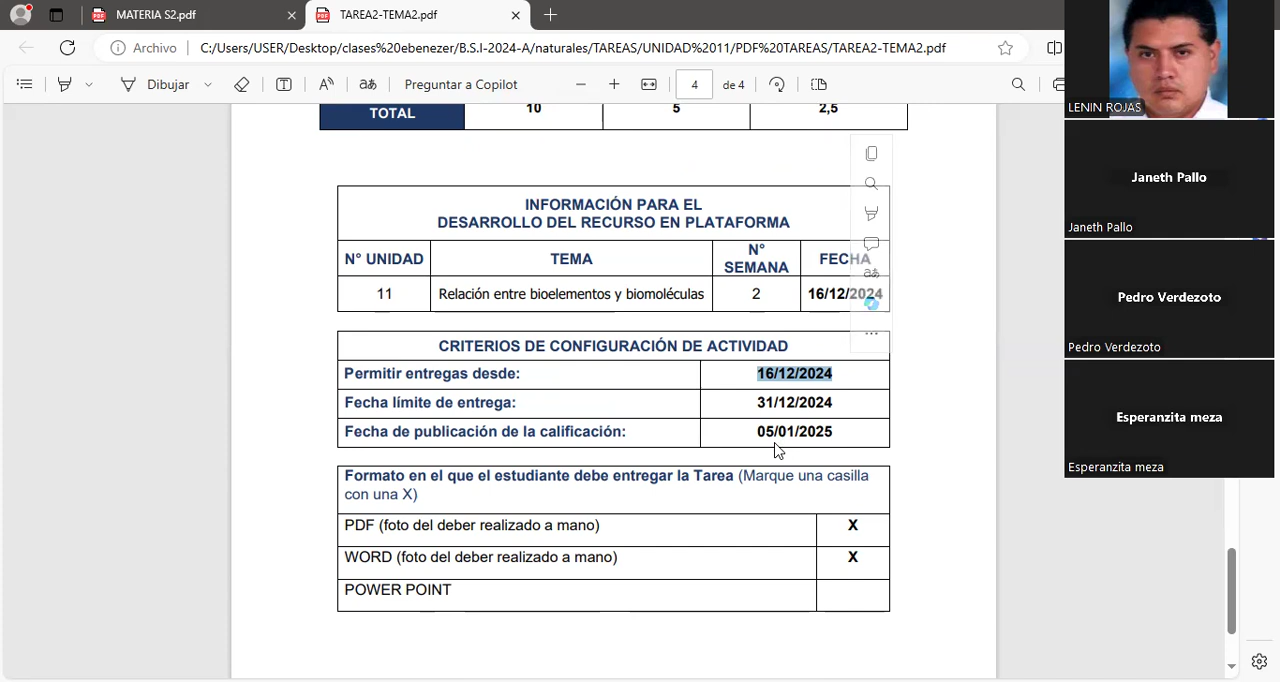 MATERIA S2.pdf
TAREA2-TEMA2.pdf
Archivo
C:/Users/USER/Desktop/clases%20ebenezer/B.S.I-2024-A/naturales/TAREAS/UNIDAD%2011/PDF%20TAREAS/TAREA2-TEMA2.pdf
Dibujar
Preguntar a Copilot
4 de 4
TOTAL 10 5 2,5
INFORMACIÓN PARA EL
DESARROLLO DEL RECURSO EN PLATAFORMA
N° UNIDAD TEMA N° SEMANA FECHA
11 Relación entre bioelementos y biomoléculas 2 16/12/2024
CRITERIOS DE CONFIGURACIÓN DE ACTIVIDAD
Permitir entregas desde: 16/12/2024
Fecha límite de entrega: 31/12/2024
Fecha de publicación de la calificación: 05/01/2025
Formato en el que el estudiante debe entregar la Tarea (Marque una casilla
con una X)
PDF (foto del deber realizado a mano) X
WORD (foto del deber realizado a mano) X
POWER POINT
LENIN ROJAS
Janeth Pallo
Janeth Pallo
Pedro Verdezoto
Pedro Verdezoto
Esperanzita meza
Esperanzita meza